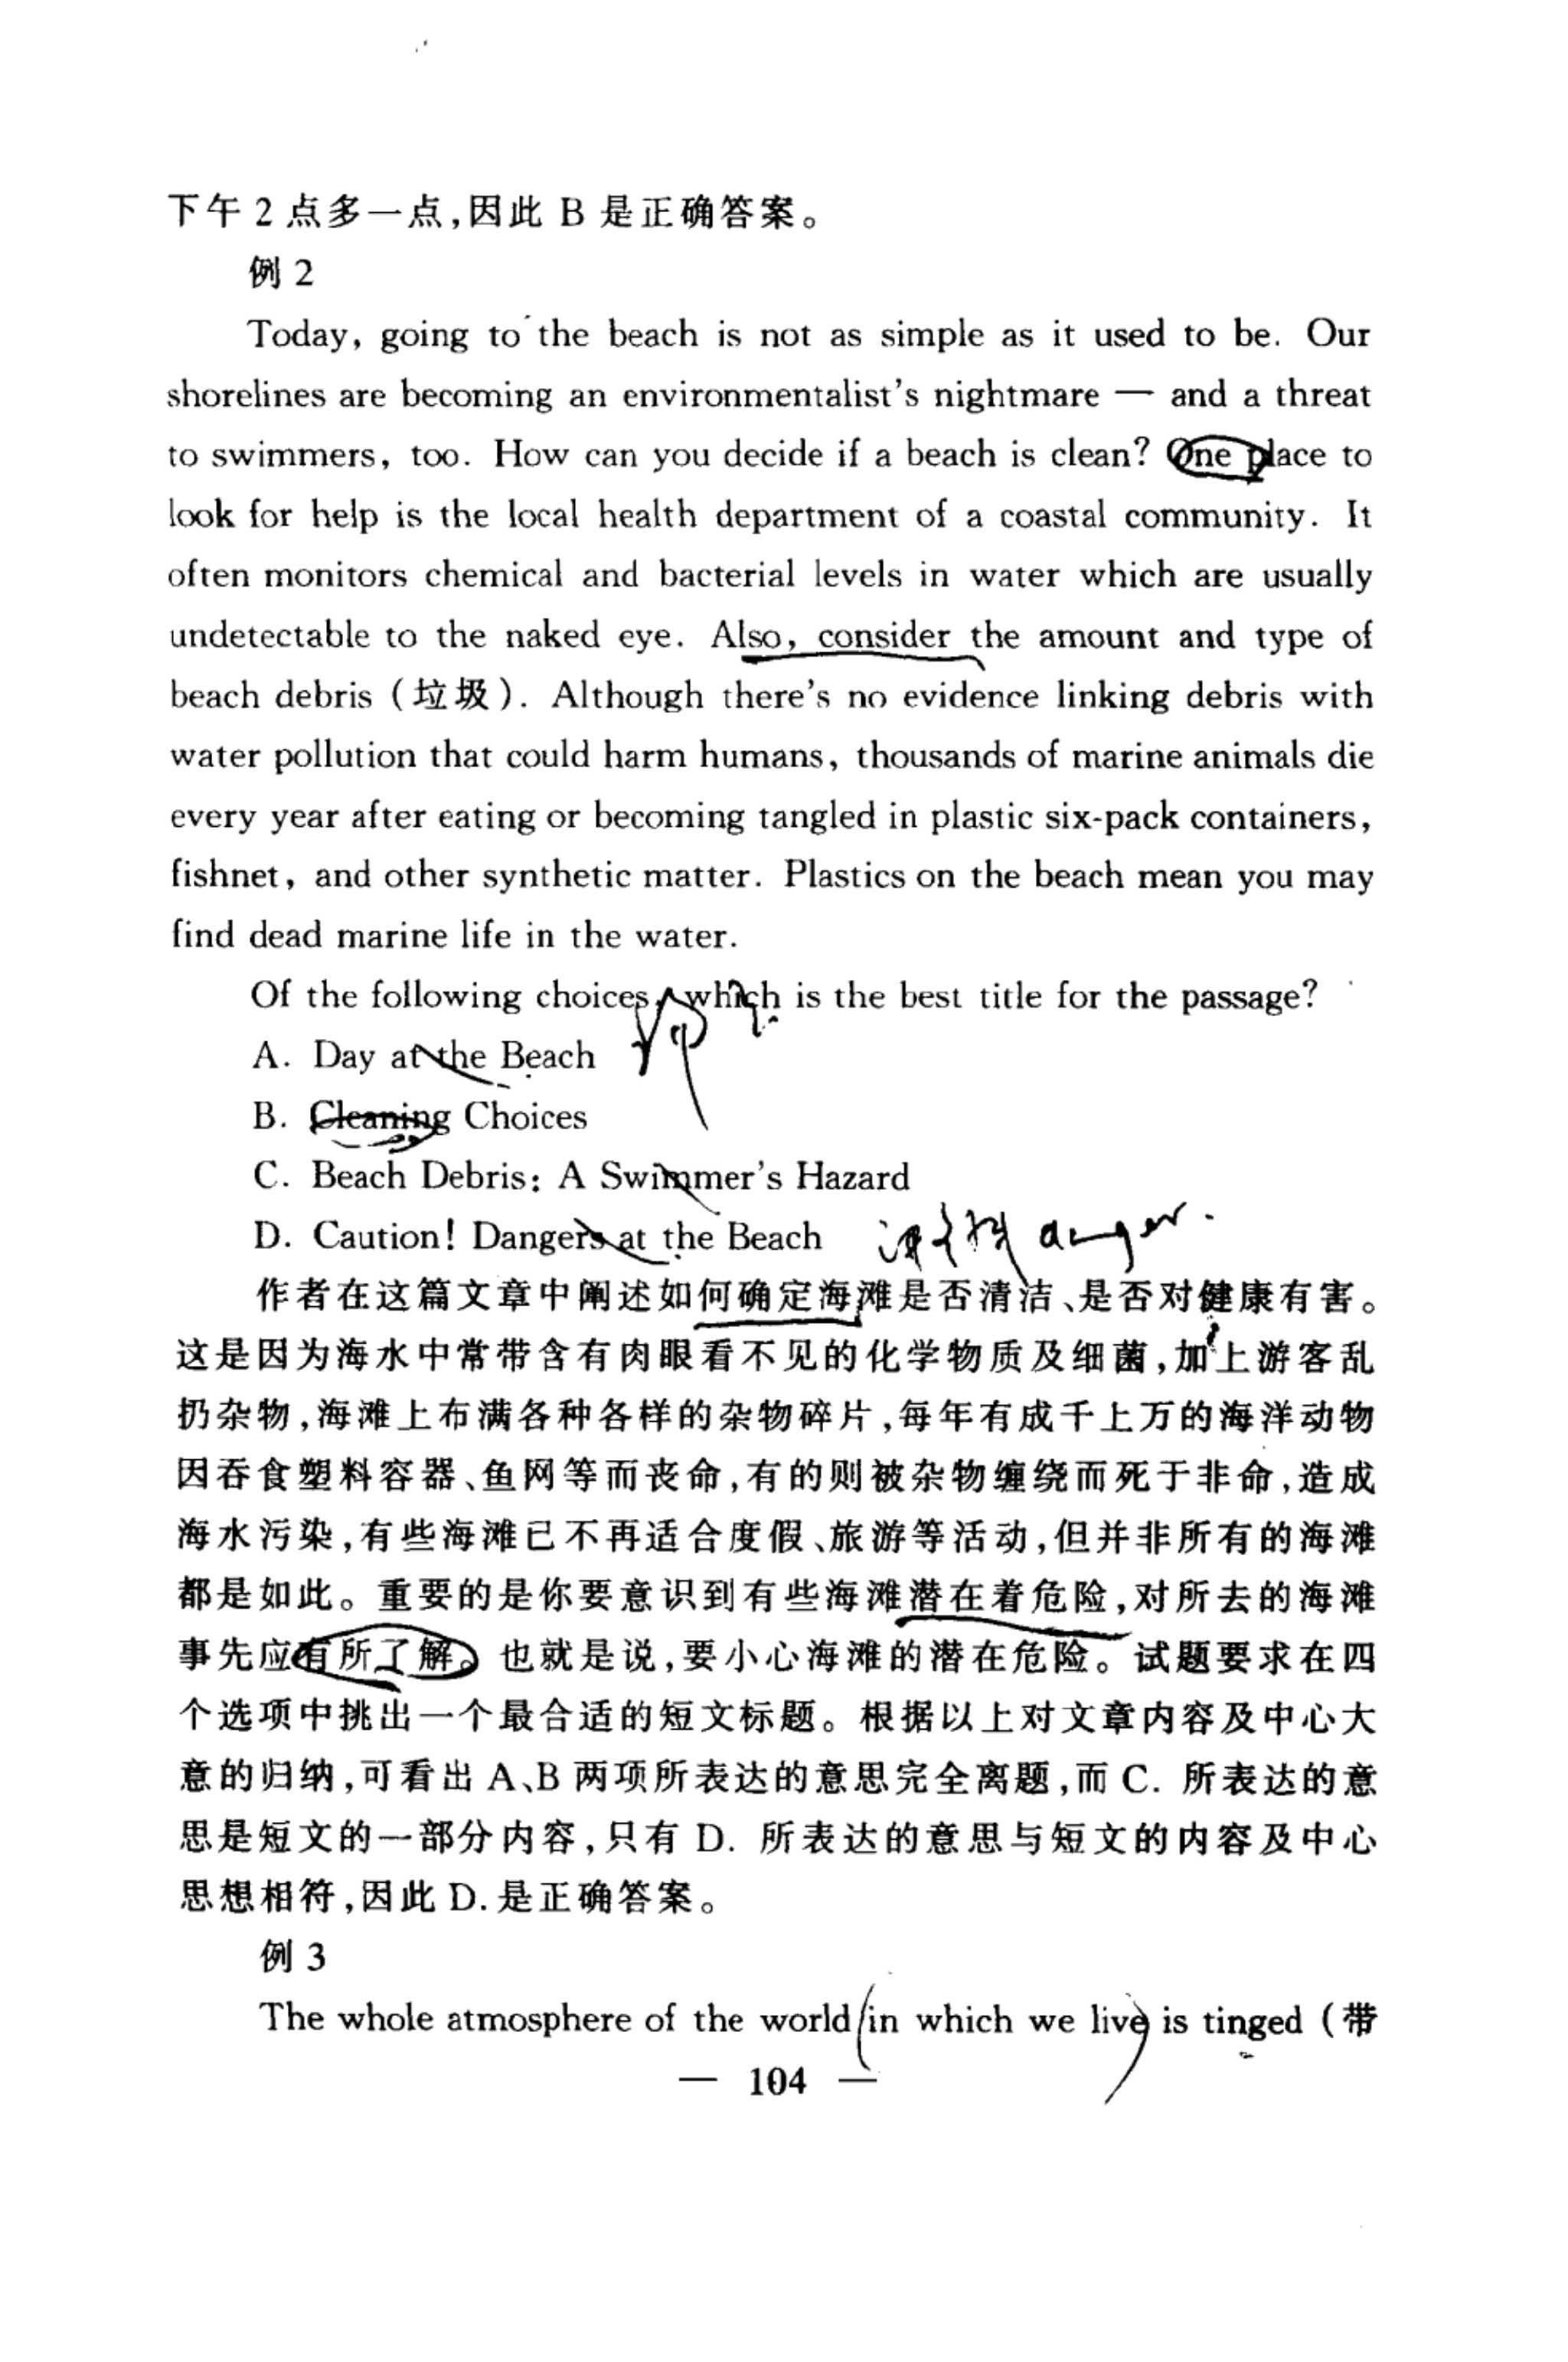 下午 2 点多一点,因此 B 是正确答案。
例 2
Today, going to the beach is not as simple as it used to be. Our
shorelines are becoming an environmentalist's nightmare — and a threat
to swimmers, too. How can you decide if a beach is clean? One place to
look for help is the local health department of a coastal community. It
often monitors chemical and bacterial levels in water which are usually
undetectable to the naked eye. Also, consider the amount and type of
beach debris (垃圾). Although there's no evidence linking debris with
water pollution that could harm humans, thousands of marine animals die
every year after eating or becoming tangled in plastic six-pack containers,
fishnet, and other synthetic matter. Plastics on the beach mean you may
find dead marine life in the water.
Of the following choices, which is the best title for the passage?
A. Day at the Beach
B. Cleaning Choices
C. Beach Debris: A Swimmer's Hazard
D. Caution! Dangers at the Beach danger.
作者在这篇文章中阐述如何确定海滩是否清洁、是否对健康有害。
这是因为海水中常带含有肉眼看不见的化学物质及细菌,加上游客乱
扔杂物,海滩上布满各种各样的杂物碎片,每年有成千上万的海洋动物
因吞食塑料容器、鱼网等而丧命,有的则被杂物缠绕而死于非命,造成
海水污染,有些海滩已不再适合度假、旅游等活动,但并非所有的海滩
都是如此。重要的是你要意识到有些海滩潜在着危险,对所去的海滩
事先应有所了解。也就是说,要小心海滩的潜在危险。试题要求在四
个选项中挑出一个最合适的短文标题。根据以上对文章内容及中心大
意的归纳,可看出 A、B 两项所表达的意思完全离题,而 C. 所表达的意
思是短文的一部分内容,只有 D. 所表达的意思与短文的内容及中心
思想相符,因此 D. 是正确答案。
例 3
The whole atmosphere of the world (in which we live) is tinged (带
— 104 —